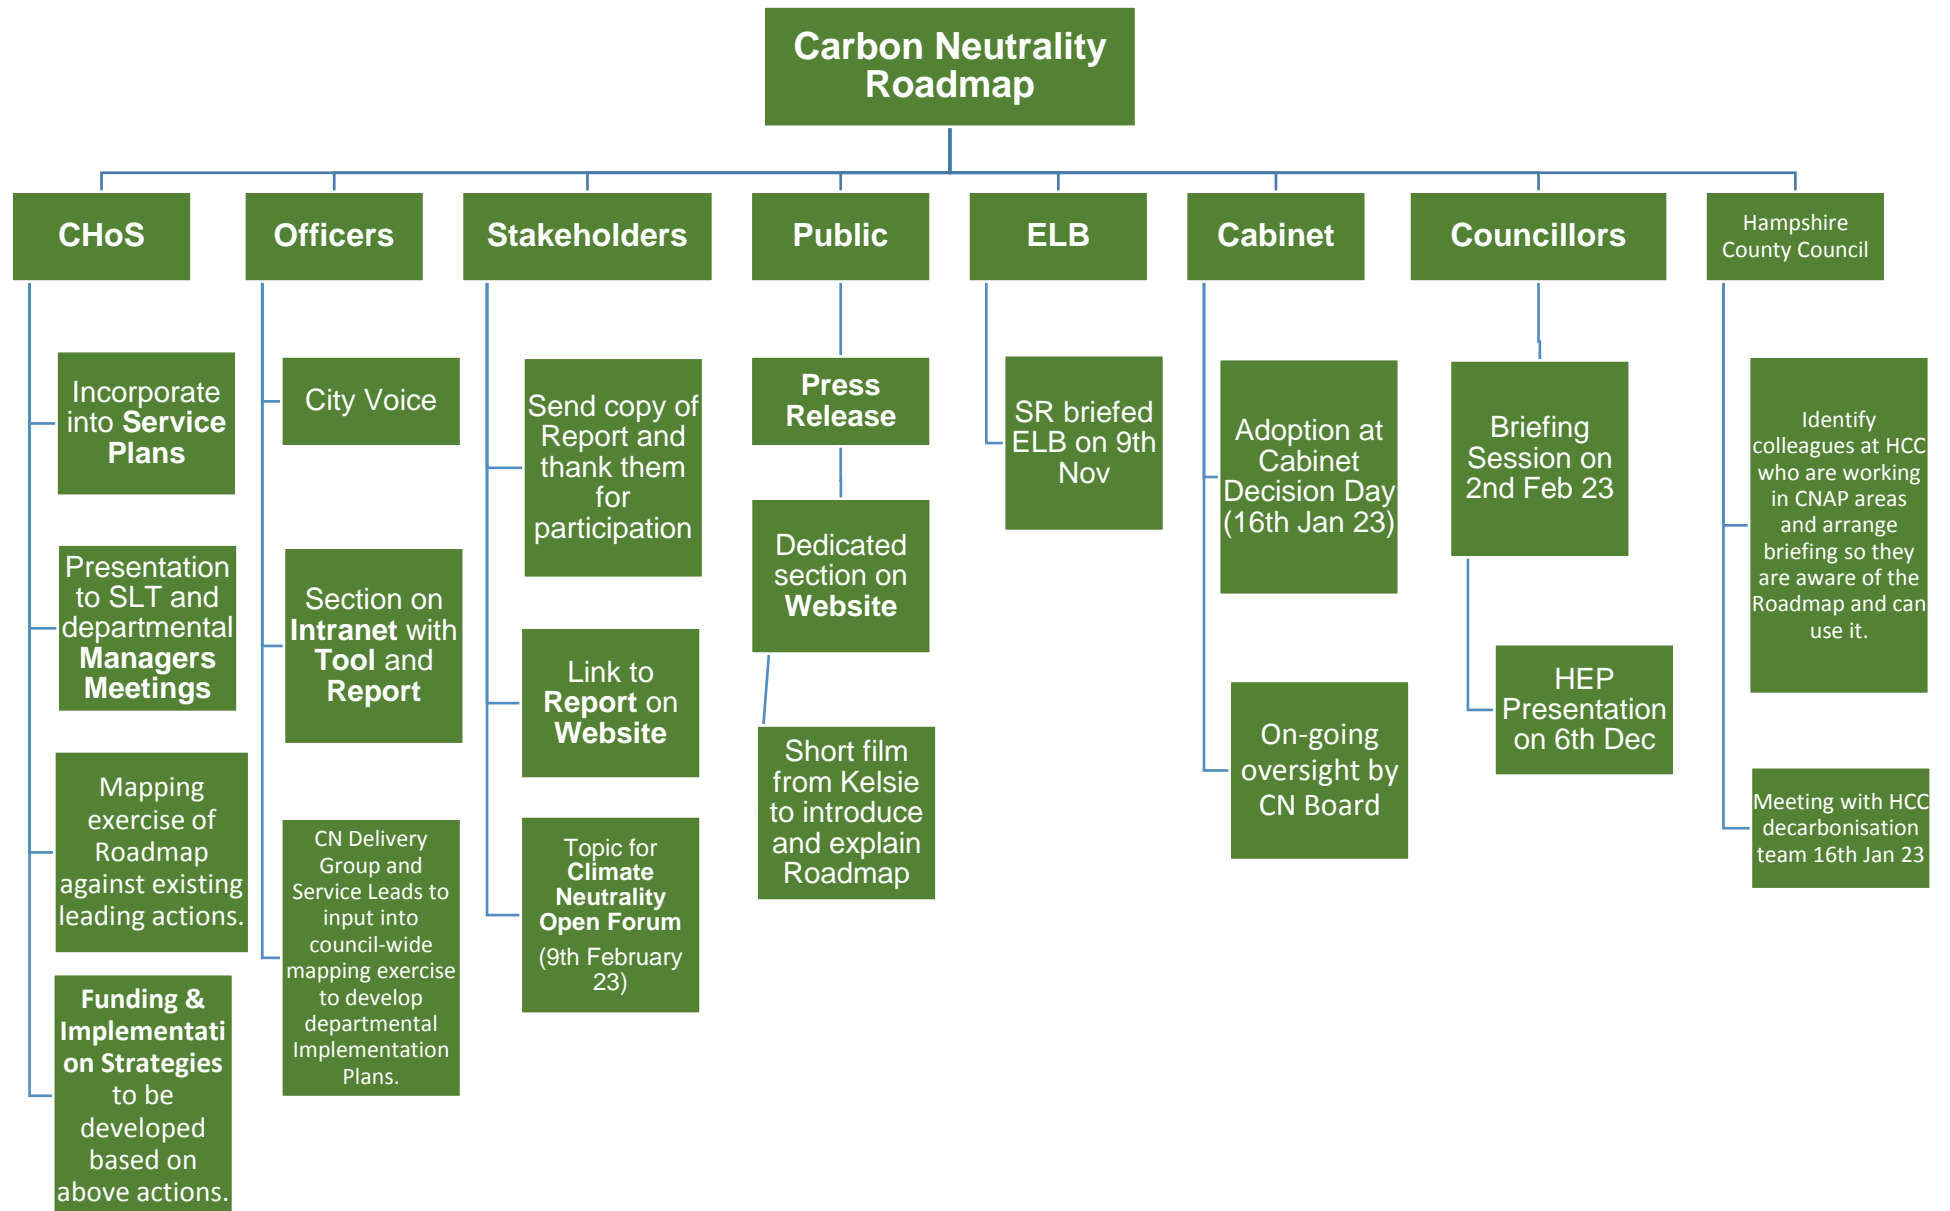 Carbon Neutrality
Roadmap
CHoS
Officers
Stakeholders
Public
ELB
Cabinet
Councillors
Hampshire
County Council
Incorporate
into Service
Plans
Presentation
to SLT and
departmental
Managers
Meetings
Mapping
exercise of
Roadmap
against existing
leading actions.
Funding &
Implementati
on Strategies
to be
developed
based on
above actions.
City Voice
Section on
Intranet with
Tool and
Report
CN Delivery
Group and
Service Leads to
input into
council-wide
mapping exercise
to develop
departmental
Implementation
Plans.
Send copy of
Report and
thank them
for
participation
Link to
Report on
Website
Topic for
Climate
Neutrality
Open Forum
(9th February
23)
Press
Release
Dedicated
section on
Website
Short film
from Kelsie
to introduce
and explain
Roadmap
SR briefed
ELB on 9th
Nov
Adoption at
Cabinet
Decision Day
(16th Jan 23)
On-going
oversight by
CN Board
Briefing
Session on
2nd Feb 23
HEP
Presentation
on 6th Dec
Identify
colleagues at HCC
who are working
in CNAP areas
and arrange
briefing so they
are aware of the
Roadmap and can
use it.
Meeting with HCC
decarbonisation
team 16th Jan 23